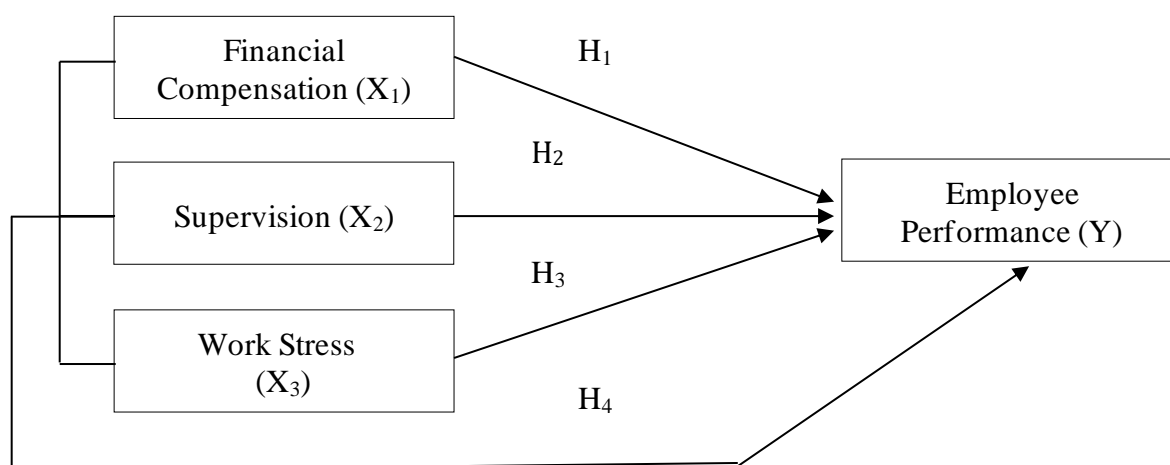 Financial
Compensation (X₁)
H₁
H₂
Supervision (X₂)
Employee
Performance (Y)
H₃
Work Stress
(X₃)
H₄